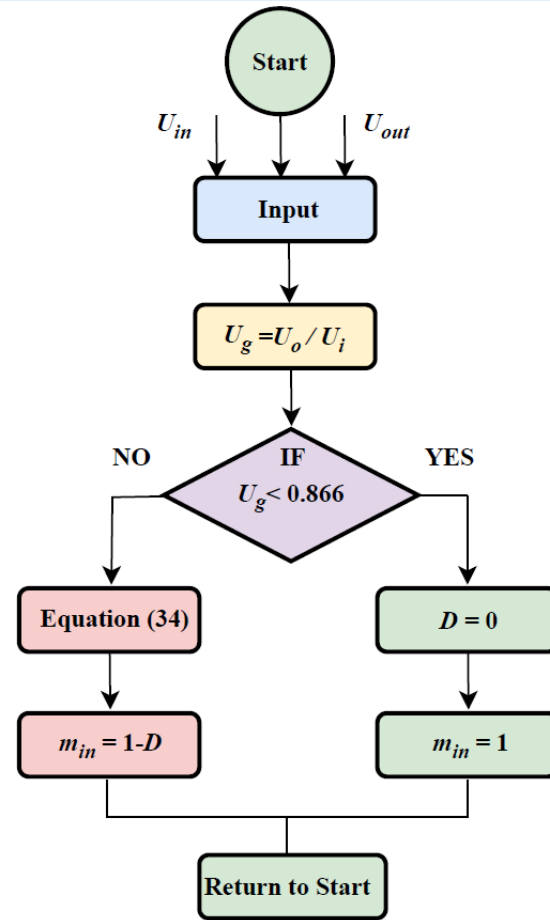 Start
U_in
U_out
Input
U_g =U_o / U_i
NO
IF
YES
U_g< 0.866
Equation (34)
D = 0
m_in = 1-D
m_in = 1
Return to Start